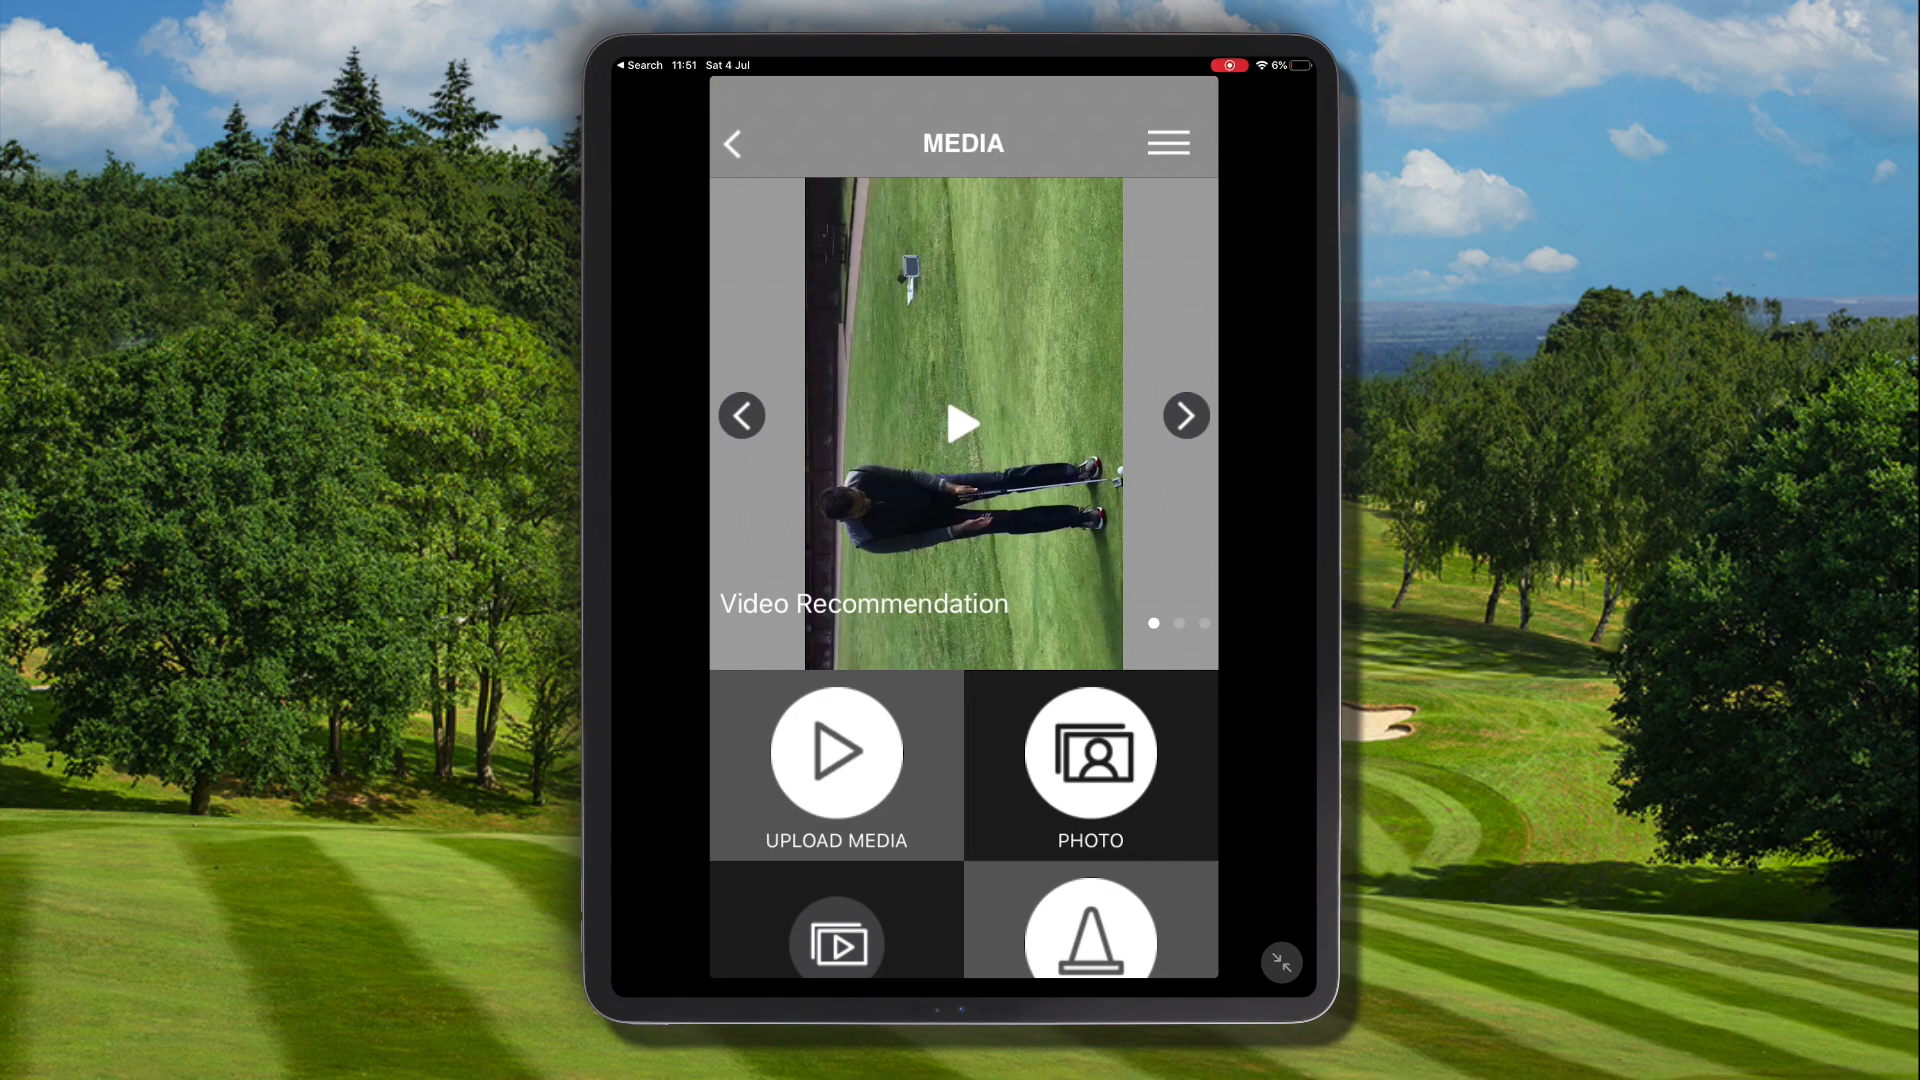 Search 11:51 Sat 4 Jul 6%
MEDIA
Video Recommendation
UPLOAD MEDIA PHOTO